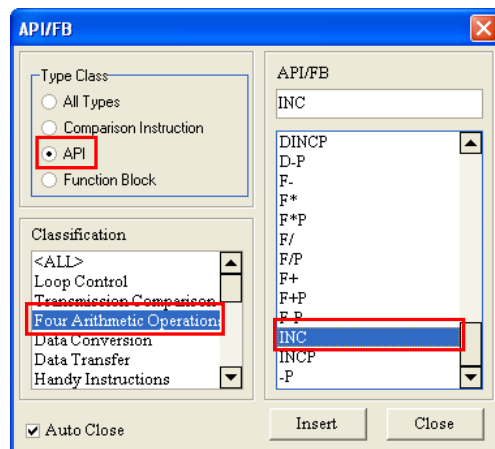 API/FB
Type Class
All Types
Comparison Instruction
API
Function Block
Classification
<ALL>
Loop Control
Transmission Comparison
Four Arithmetic Operation
Data Conversion
Data Transfer
Handy Instructions
Auto Close
API/FB
INC
DINCP
D-P
F-
F*
F*P
F/
F/P
F+
F+P
F-P
INC
INCP
-P
Insert
Close